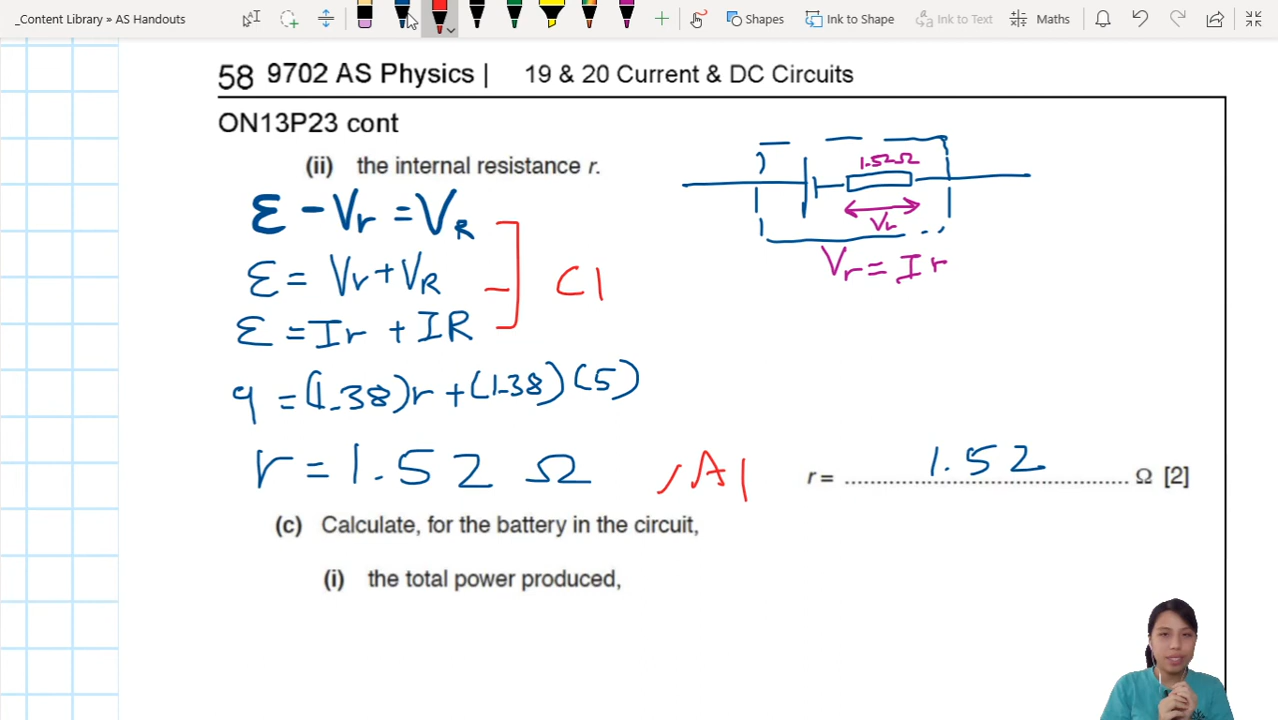 _Content Library » AS Handouts
Shapes
Ink to Shape
Ink to Text
Maths
58 9702 AS Physics | 19 & 20 Current & DC Circuits
ON13P23 cont
(ii) the internal resistance r.
1.52Ω
Vr
Vr = Ir
ℰ - Vr = VR
ℰ = Vr + VR
ℰ = Ir + IR
C1
9 = (1.38)r + (1.38)(5)
r = 1.52 Ω
A1
r = 1.52 Ω [2]
(c) Calculate, for the battery in the circuit,
(i) the total power produced,